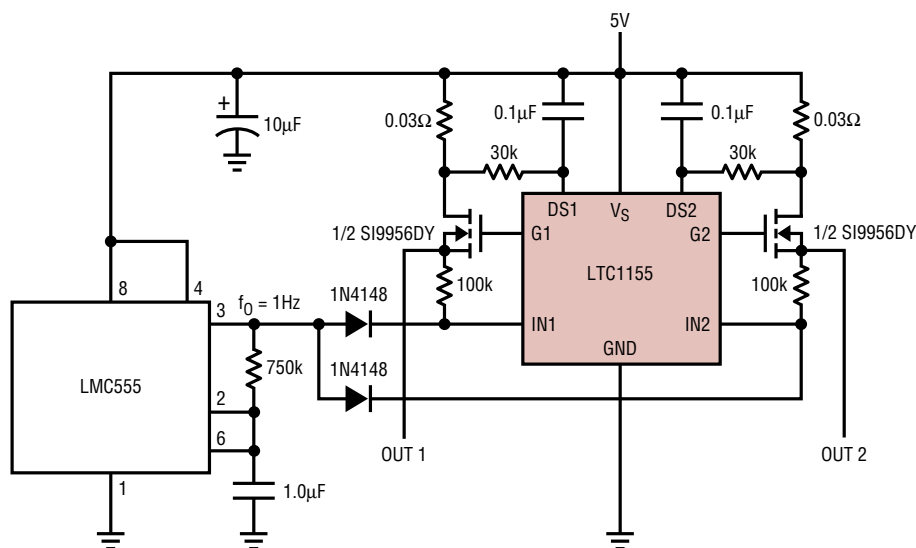 5V
+
10µF
0.03Ω
0.1µF
0.1µF
0.03Ω
30k
30k
DS1
VS
DS2
1/2 SI9956DY
G1
G2
1/2 SI9956DY
LTC1155
100k
100k
8
4
3
fO = 1Hz
1N4148
IN1
IN2
GND
750k
1N4148
LMC555
2
6
OUT 1
OUT 2
1
1.0µF